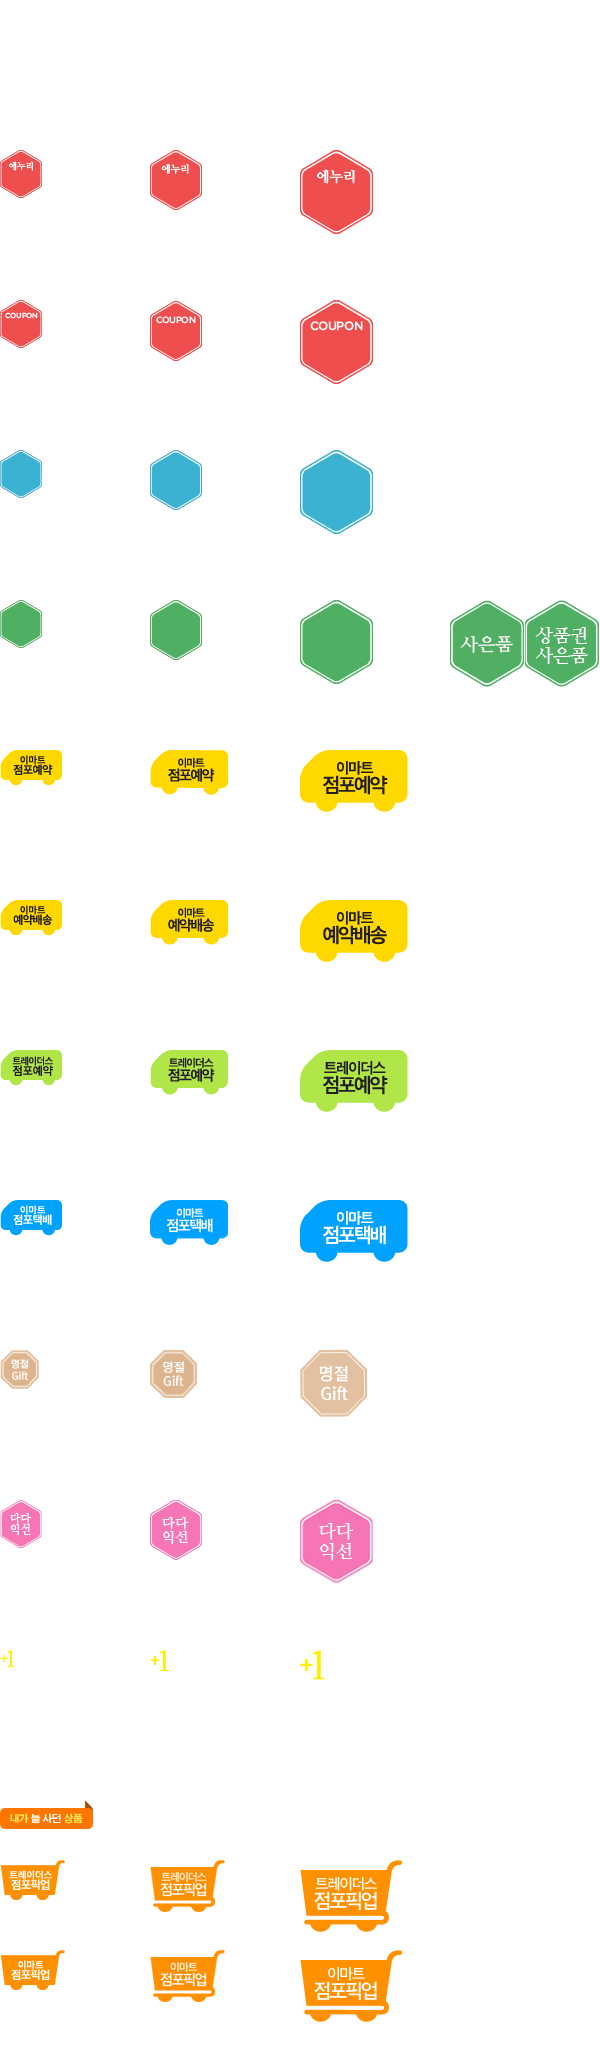 에누리
에누리
에누리
COUPON
COUPON
COUPON
사은품
상품권
사은품
이마트
점포예약
이마트
점포예약
이마트
점포예약
이마트
예약배송
이마트
예약배송
이마트
예약배송
트레이더스
점포예약
트레이더스
점포예약
트레이더스
점포예약
이마트
점포택배
이마트
점포택배
이마트
점포택배
명절
Gift
명절
Gift
명절
Gift
다다
익선
다다
익선
다다
익선
+1
+1
+1
내가 늘 사던 상품
트레이더스
점포픽업
트레이더스
점포픽업
트레이더스
점포픽업
이마트
점포픽업
이마트
점포픽업
이마트
점포픽업